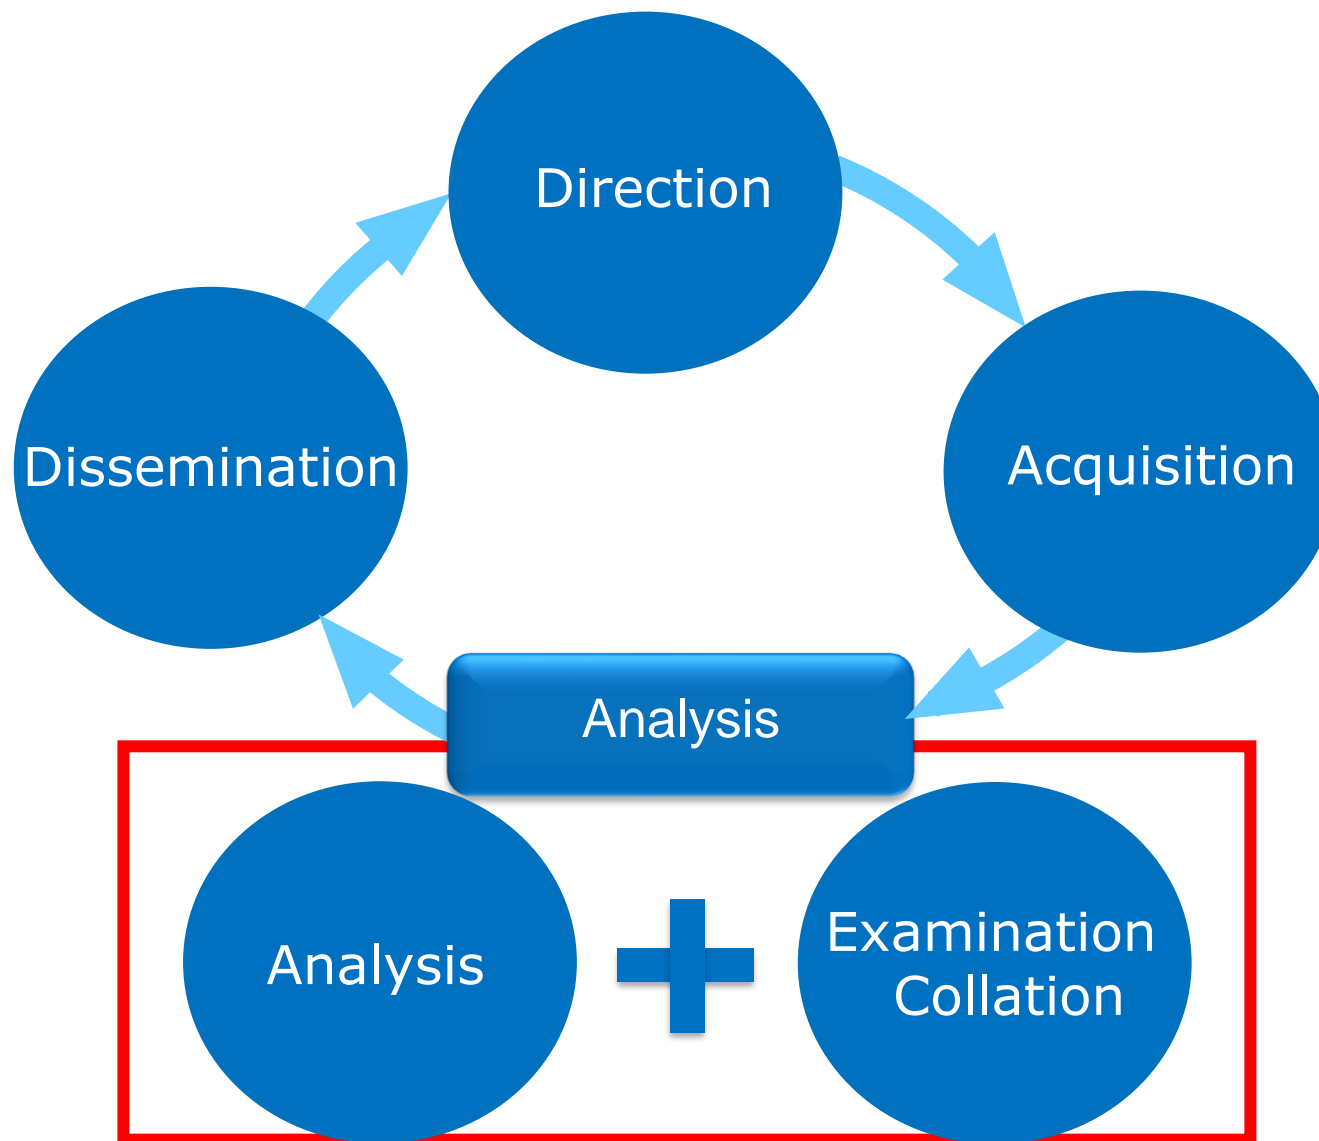 Direction
Dissemination
Acquisition
Analysis
Analysis
Examination
Collation